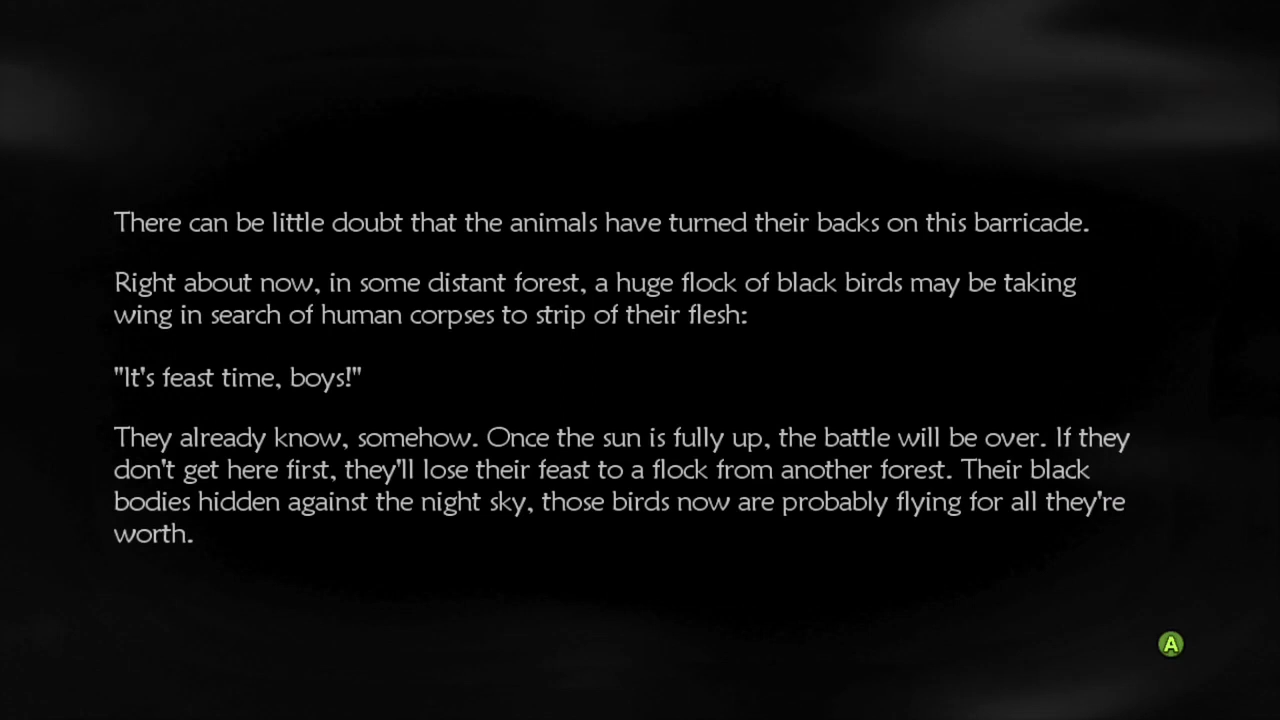 There can be little doubt that the animals have turned their backs on this barricade.
Right about now, in some distant forest, a huge flock of black birds may be taking
wing in search of human corpses to strip of their flesh:
"It's feast time, boys!"
They already know, somehow. Once the sun is fully up, the battle will be over. If they
don't get here first, they'll lose their feast to a flock from another forest. Their black
bodies hidden against the night sky, those birds now are probably flying for all they're
worth.
A